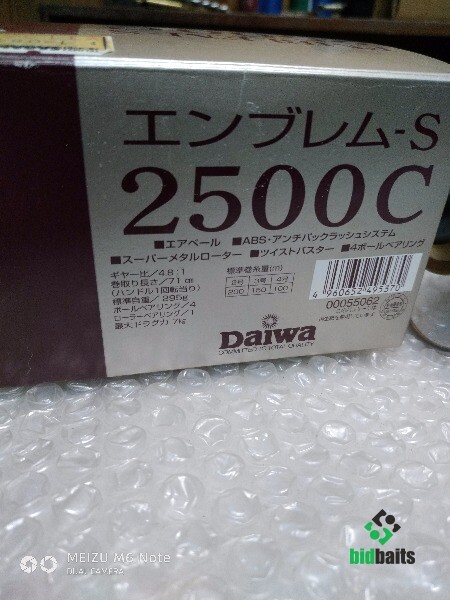 エンブレム-S
2500C
■エアベール ■ABS・アンチバックラッシュシステム
■スーパーメタルローター ■ツイストバスター ■4ボールベアリング
ギヤー比/4.8:1
巻取り長さ/71㎝
(ハンドル1回転当り)
標準自重/295g
ボールベアリング/4
ローラーベアリング/1
最大ドラグ力/7kg
標準巻糸量(m)
2号 3号 4号
200 150 100
4 960652 495370
00055062
Daiwa
MEIZU M6 Note
DUAL CAMERA
bidbaits